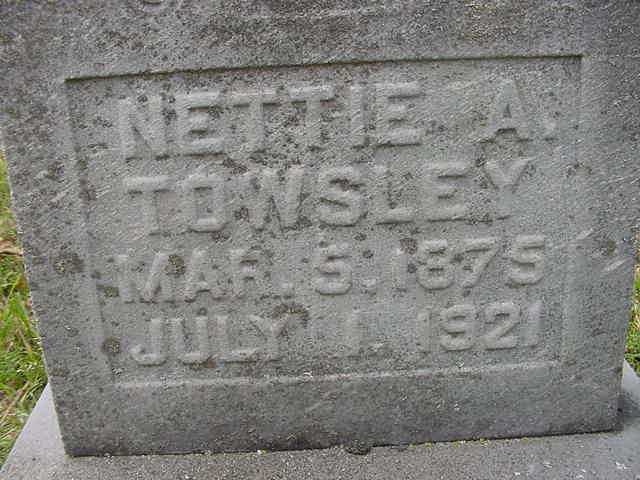 NETTIE A.
TOWSLEY
MAR. 5. 1875
JULY 1. 1921